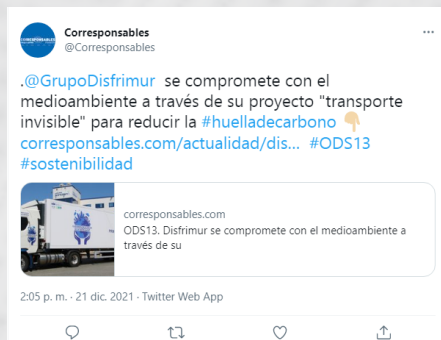 Corresponsables
@Corresponsables
.@GrupoDisfrimur se compromete con el
medioambiente a través de su proyecto "transporte
invisible" para reducir la #huelladecarbono 👇🏼
corresponsables.com/actualidad/dis... #ODS13
#sostenibilidad
corresponsables.com
ODS13. Disfrimur se compromete con el medioambiente a
través de su
2:05 p. m. · 21 dic. 2021 · Twitter Web App